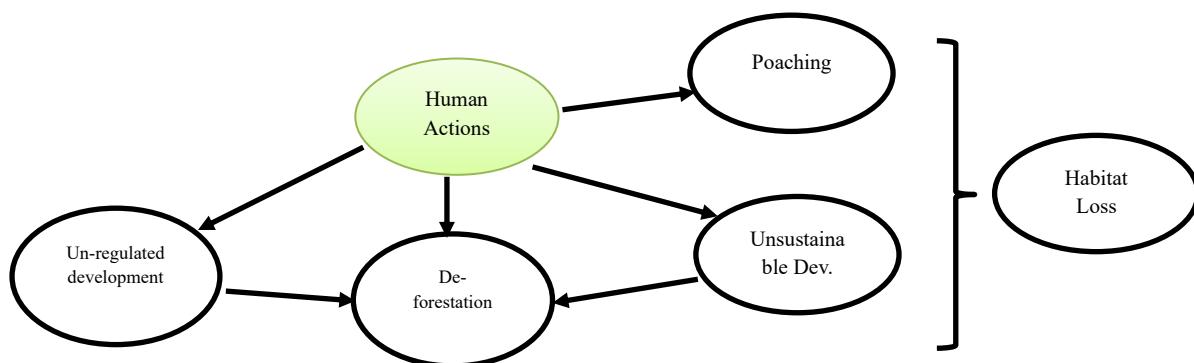 Poaching
Human
Actions
Habitat
Loss
Un-regulated
development
De-
forestation
Unsustaina
ble Dev.